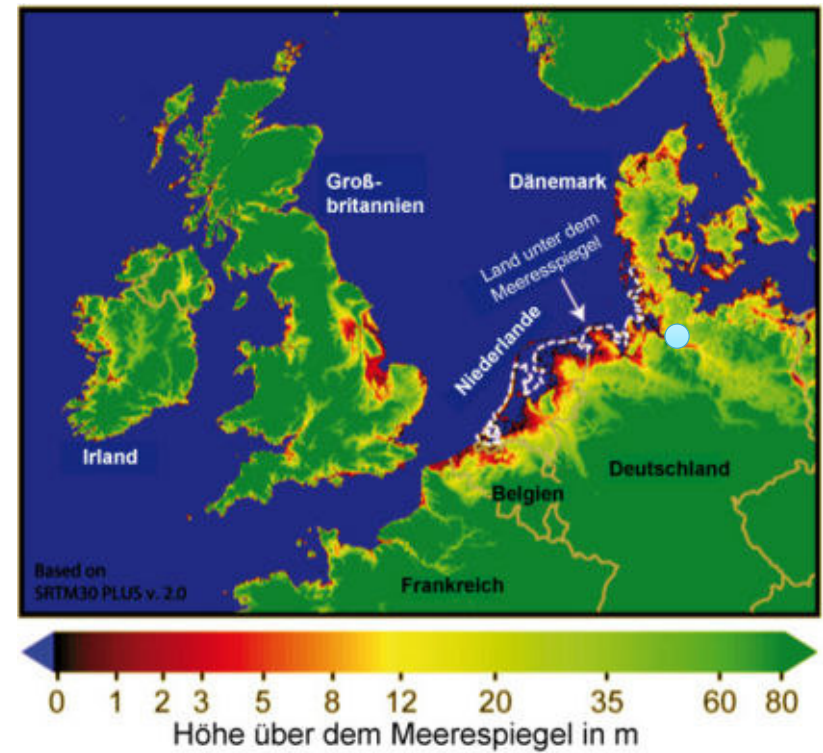 Groß-
britannien
Dänemark
Land unter dem
Meeresspiegel
Niederlande
Irland
Deutschland
Belgien
Frankreich
Based on
SRTM30 PLUS v. 2.0
0 1 2 3 5 8 12 20 35 60 80
Höhe über dem Meerespiegel in m